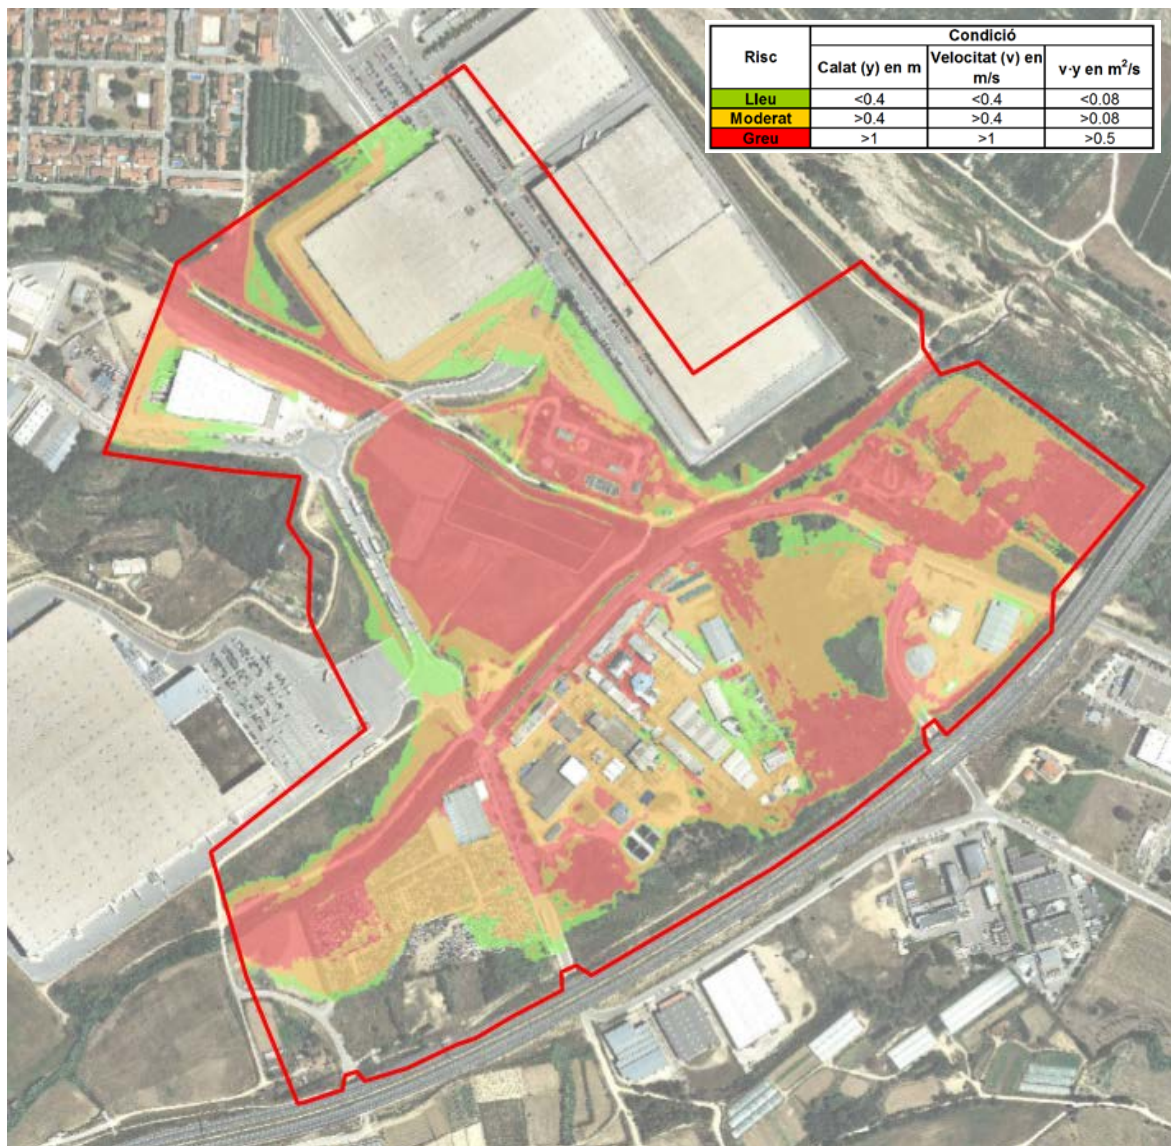 Risc
Condició
Calat (y) en m
Velocitat (v) en m/s
v·y en m²/s
Lleu <0.4 <0.4 <0.08
Moderat >0.4 >0.4 >0.08
Greu >1 >1 >0.5